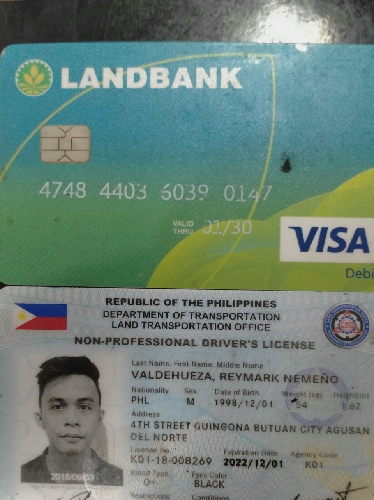 LANDBANK
4748 4403 6039 0147
VALID THRU 01/30
VISA
Debi
REPUBLIC OF THE PHILIPPINES
DEPARTMENT OF TRANSPORTATION
LAND TRANSPORTATION OFFICE
NON-PROFESSIONAL DRIVER'S LICENSE
Last Name, First Name, Middle Name
VALDEHUEZA, REYMARK NEMEÑO
Nationality Sex Date of Birth Weight (kg) Height(m)
PHL M 1998/12/01 54 1.62
Address
4TH STREET GUINGONA BUTUAN CITY AGUSAN
DEL NORTE
License No. Expiration Date Agency Code
K01-18-008269 2022/12/01 K01
Blood Type Eyes Color
O+ BLACK
Restrictions Conditions